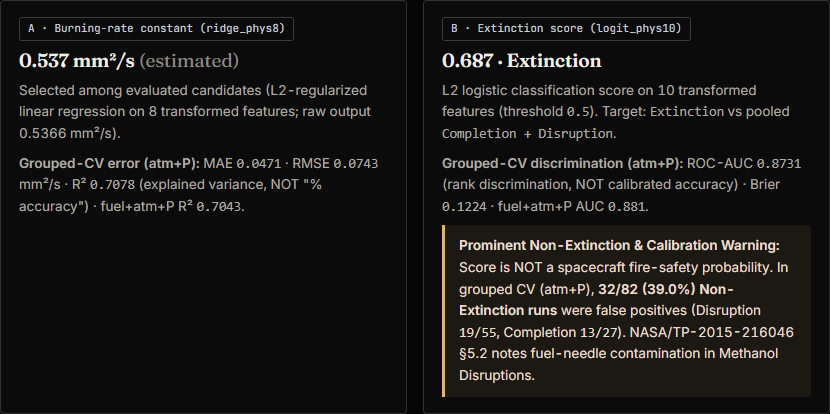 A · Burning-rate constant (ridge_phys8)
0.537 mm²/s (estimated)
Selected among evaluated candidates (L2-regularized
linear regression on 8 transformed features; raw output
0.5366 mm²/s).
Grouped-CV error (atm+P): MAE 0.0471 · RMSE 0.0743
mm²/s · R² 0.7078 (explained variance, NOT "%
accuracy") · fuel+atm+P R² 0.7043.
B · Extinction score (logit_phys10)
0.687 · Extinction
L2 logistic classification score on 10 transformed
features (threshold 0.5). Target: Extinction vs pooled
Completion + Disruption.
Grouped-CV discrimination (atm+P): ROC-AUC 0.8731
(rank discrimination, NOT calibrated accuracy) · Brier
0.1224 · fuel+atm+P AUC 0.881.
Prominent Non-Extinction & Calibration Warning:
Score is NOT a spacecraft fire-safety probability. In
grouped CV (atm+P), 32/82 (39.0%) Non-
Extinction runs were false positives (Disruption
19/55, Completion 13/27). NASA/TP-2015-216046
§5.2 notes fuel-needle contamination in Methanol
Disruptions.